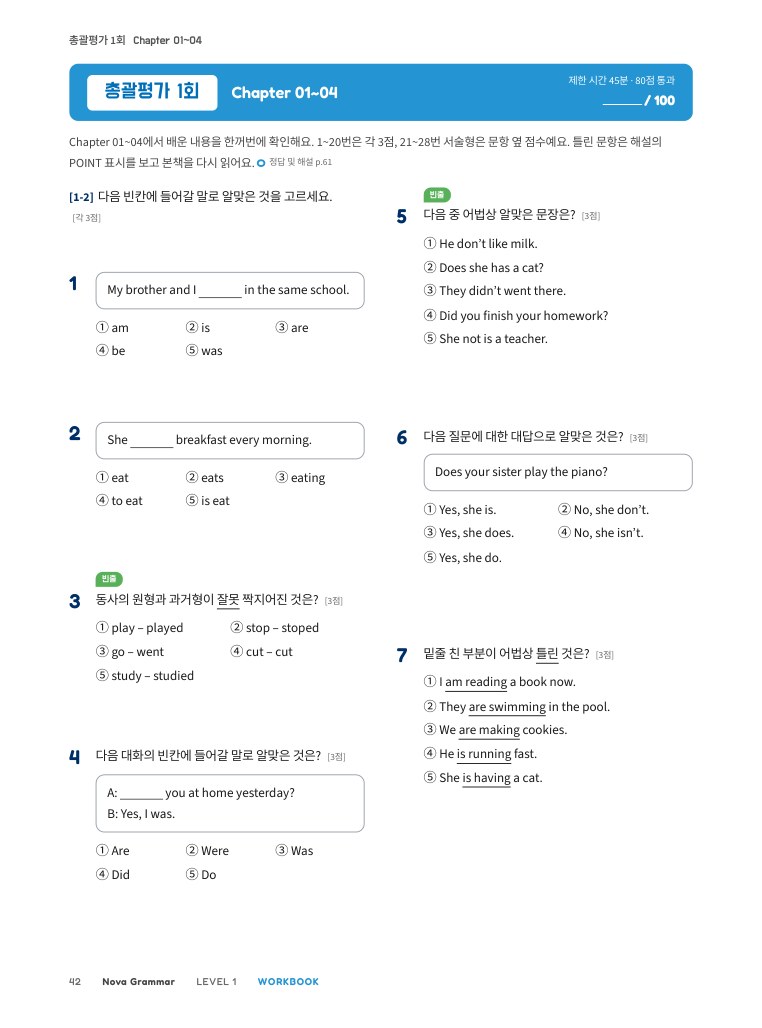 총괄평가 1회 Chapter 01~04
총괄평가 1회 Chapter 01~04
제한 시간 45분 · 80점 통과
______ / 100
Chapter 01~04에서 배운 내용을 한꺼번에 확인해요. 1~20번은 각 3점, 21~28번 서술형은 문항 옆 점수예요. 틀린 문항은 해설의
POINT 표시를 보고 본책을 다시 읽어요. 정답 및 해설 p.61
[1-2] 다음 빈칸에 들어갈 말로 알맞은 것을 고르세요.
[각 3점]
1 My brother and I ______ in the same school.
① am ② is ③ are
④ be ⑤ was
2 She ______ breakfast every morning.
① eat ② eats ③ eating
④ to eat ⑤ is eat
빈출
3 동사의 원형과 과거형이 잘못 짝지어진 것은? [3점]
① play – played ② stop – stoped
③ go – went ④ cut – cut
⑤ study – studied
4 다음 대화의 빈칸에 들어갈 말로 알맞은 것은? [3점]
A: ______ you at home yesterday?
B: Yes, I was.
① Are ② Were ③ Was
④ Did ⑤ Do
빈출
5 다음 중 어법상 알맞은 문장은? [3점]
① He don't like milk.
② Does she has a cat?
③ They didn't went there.
④ Did you finish your homework?
⑤ She not is a teacher.
6 다음 질문에 대한 대답으로 알맞은 것은? [3점]
Does your sister play the piano?
① Yes, she is. ② No, she don't.
③ Yes, she does. ④ No, she isn't.
⑤ Yes, she do.
7 밑줄 친 부분이 어법상 틀린 것은? [3점]
① I am reading a book now.
② They are swimming in the pool.
③ We are making cookies.
④ He is running fast.
⑤ She is having a cat.
42 Nova Grammar LEVEL 1 WORKBOOK